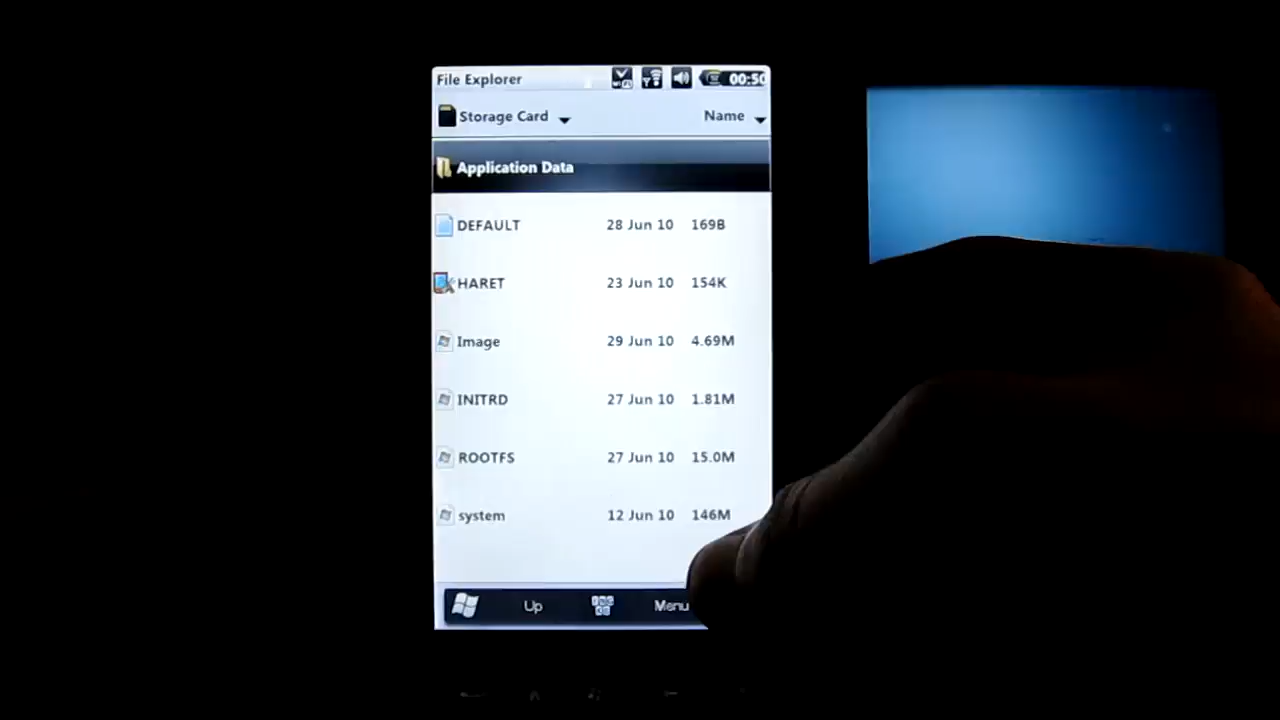 File Explorer 00:50
Storage Card Name
Application Data
DEFAULT 28 Jun 10 169B
HARET 23 Jun 10 154K
Image 29 Jun 10 4.69M
INITRD 27 Jun 10 1.81M
ROOTFS 27 Jun 10 15.0M
system 12 Jun 10 146M
Up Menu